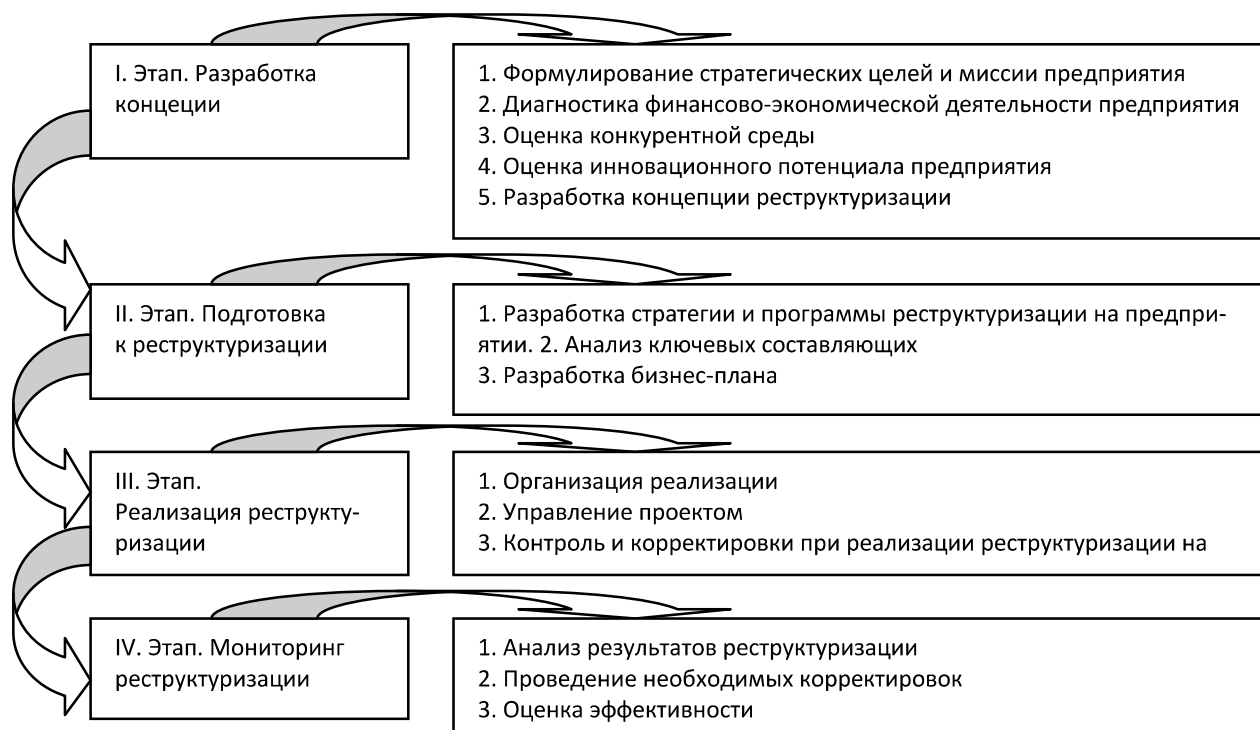 I. Этап. Разработка
концеции
1. Формулирование стратегических целей и миссии предприятия
2. Диагностика финансово-экономической деятельности предприятия
3. Оценка конкурентной среды
4. Оценка инновационного потенциала предприятия
5. Разработка концепции реструктуризации
II. Этап. Подготовка
к реструктуризации
1. Разработка стратегии и программы реструктуризации на предпри-
ятии. 2. Анализ ключевых составляющих
3. Разработка бизнес-плана
III. Этап.
Реализация реструкту-
ризации
1. Организация реализации
2. Управление проектом
3. Контроль и корректировки при реализации реструктуризации на
IV. Этап. Мониторинг
реструктуризации
1. Анализ результатов реструктуризации
2. Проведение необходимых корректировок
3. Оценка эффективности